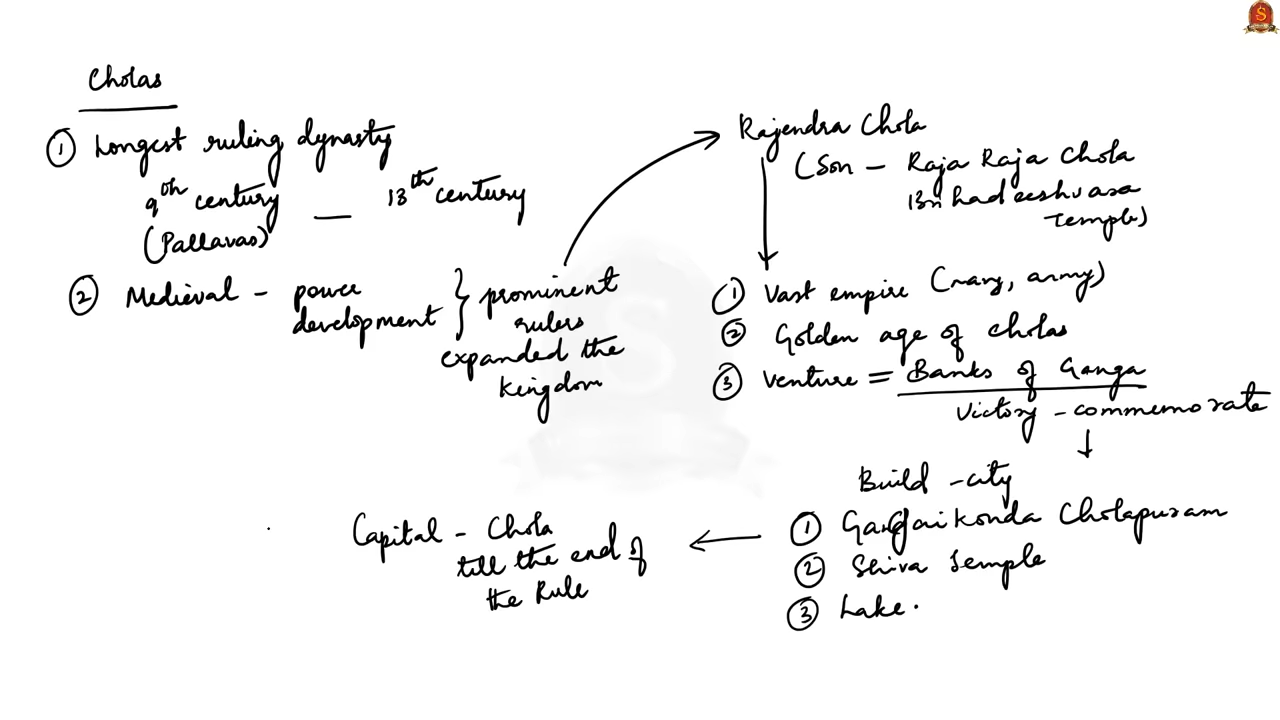 Cholas
① Longest ruling dynasty
9th century — 13th century
(Pallavas)
② Medieval - power development } prominent rulers
expanded the kingdom
Rajendra Chola
(Son - Raja Raja Chola
Brihadeeshvara
Temple)
① Vast empire (navy, army)
② Golden age of Cholas
③ Venture = Banks of Ganga
Victory - commemorate
↓
Build - city
① Gangaikonda Cholapuram
② Shiva Temple
③ Lake.
Capital - Chola
till the end of
the Rule